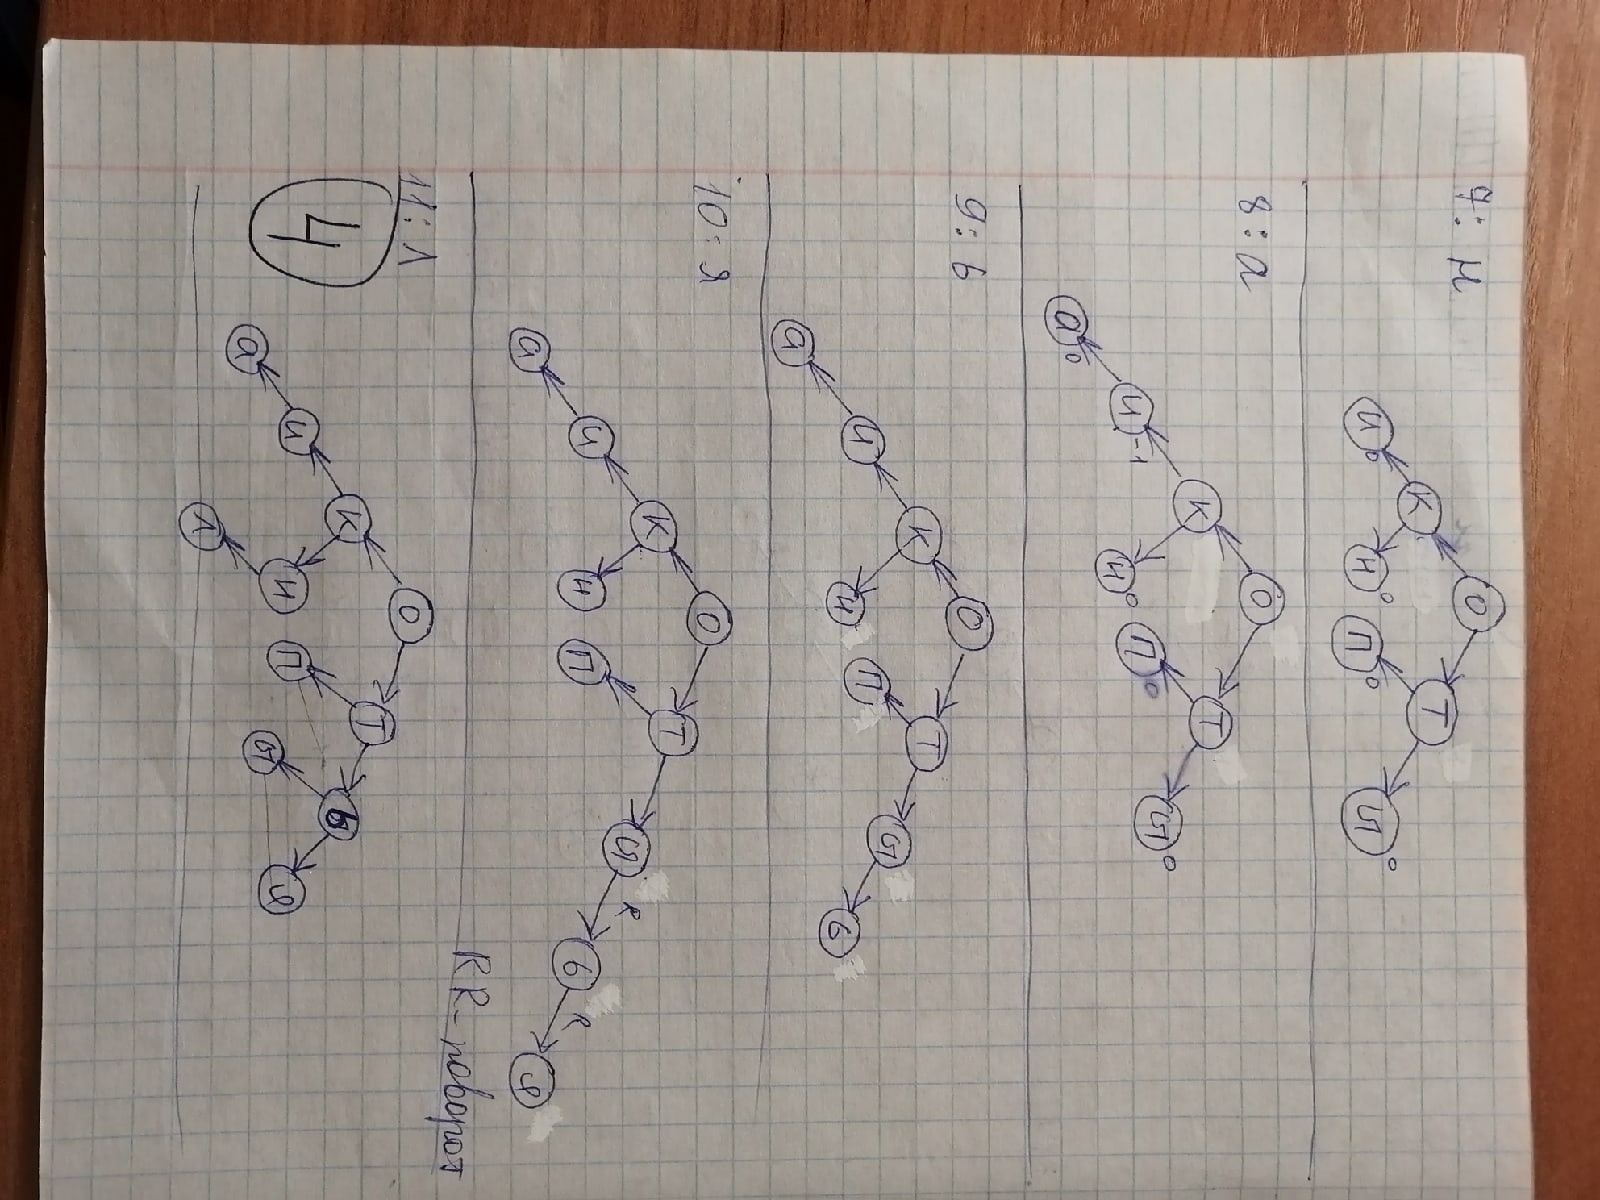 7: н
О
К Т
И 0 Н 0 П 0 Ы 0
8: а
О
К Т
И -1 Н 0 П 0 Ы 0
а 0
9: ь
О
К Т
И Н П Ы ь
а
10: я
О
К Т
И Н П Ы R ь R я
а
RR-поворот
11: Л
4
О
К Т
И Н П ь
а Л Ы я